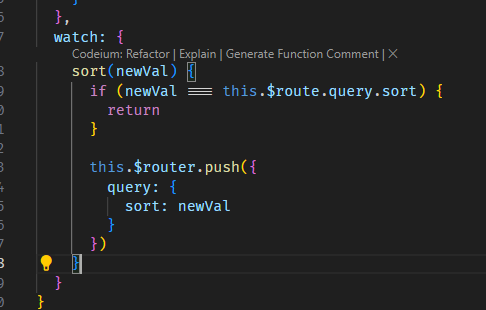 }
},
watch: {
Codeium: Refactor | Explain | Generate Function Comment | ×
sort(newVal) {
if (newVal === this.$route.query.sort) {
return
}
this.$router.push({
query: {
sort: newVal
}
})
}
}
}